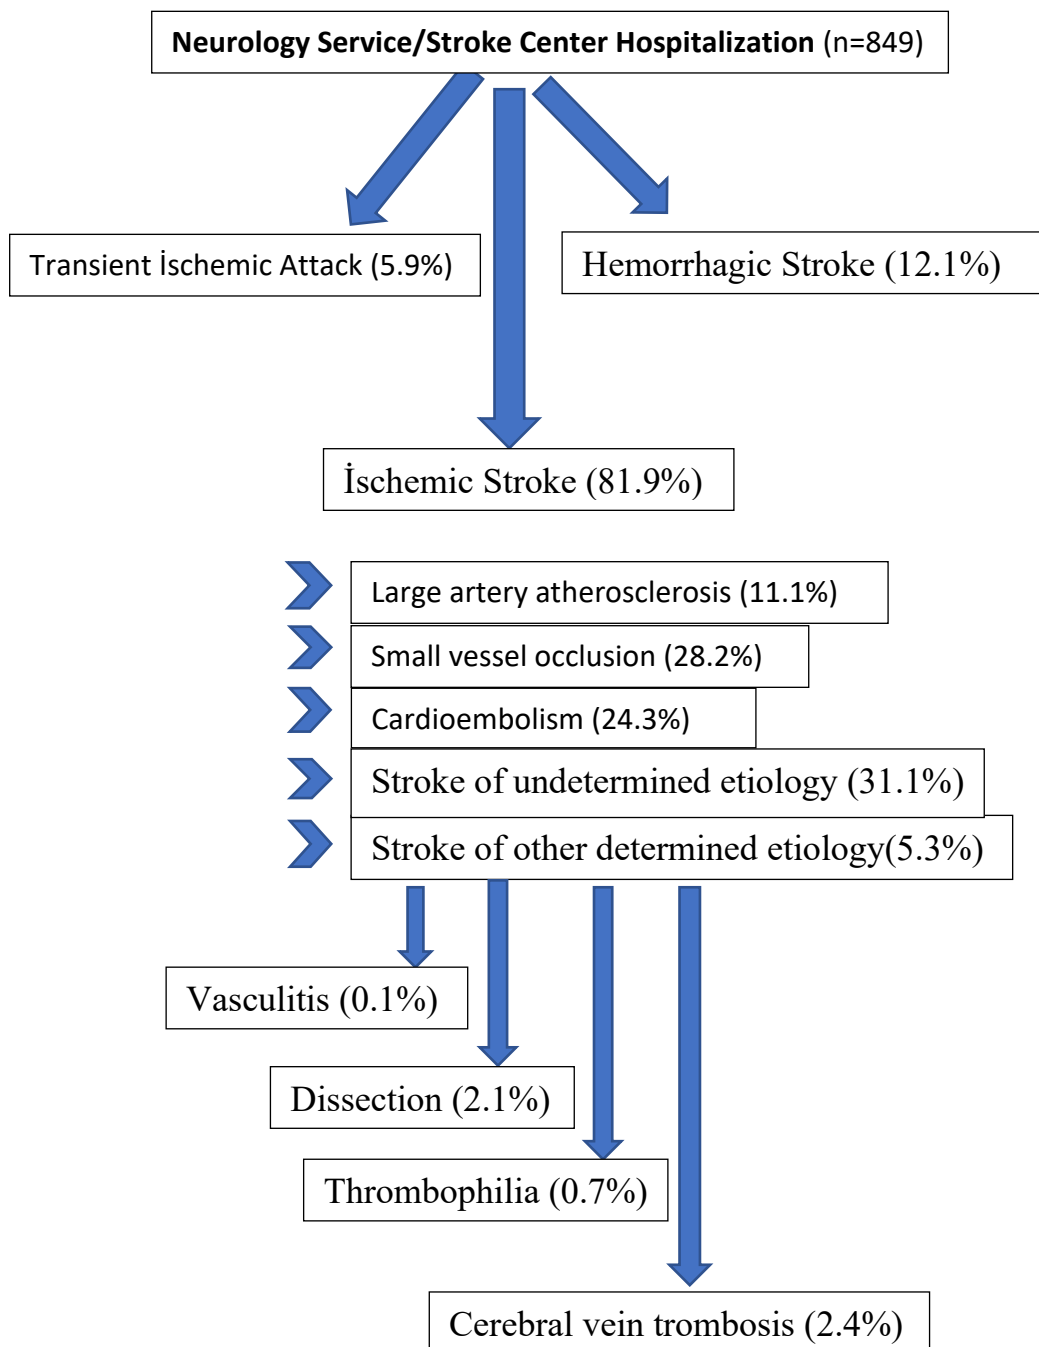 Neurology Service/Stroke Center Hospitalization (n=849)
Transient İschemic Attack (5.9%)
Hemorrhagic Stroke (12.1%)
İschemic Stroke (81.9%)
Large artery atherosclerosis (11.1%)
Small vessel occlusion (28.2%)
Cardioembolism (24.3%)
Stroke of undetermined etiology (31.1%)
Stroke of other determined etiology(5.3%)
Vasculitis (0.1%)
Dissection (2.1%)
Thrombophilia (0.7%)
Cerebral vein trombosis (2.4%)